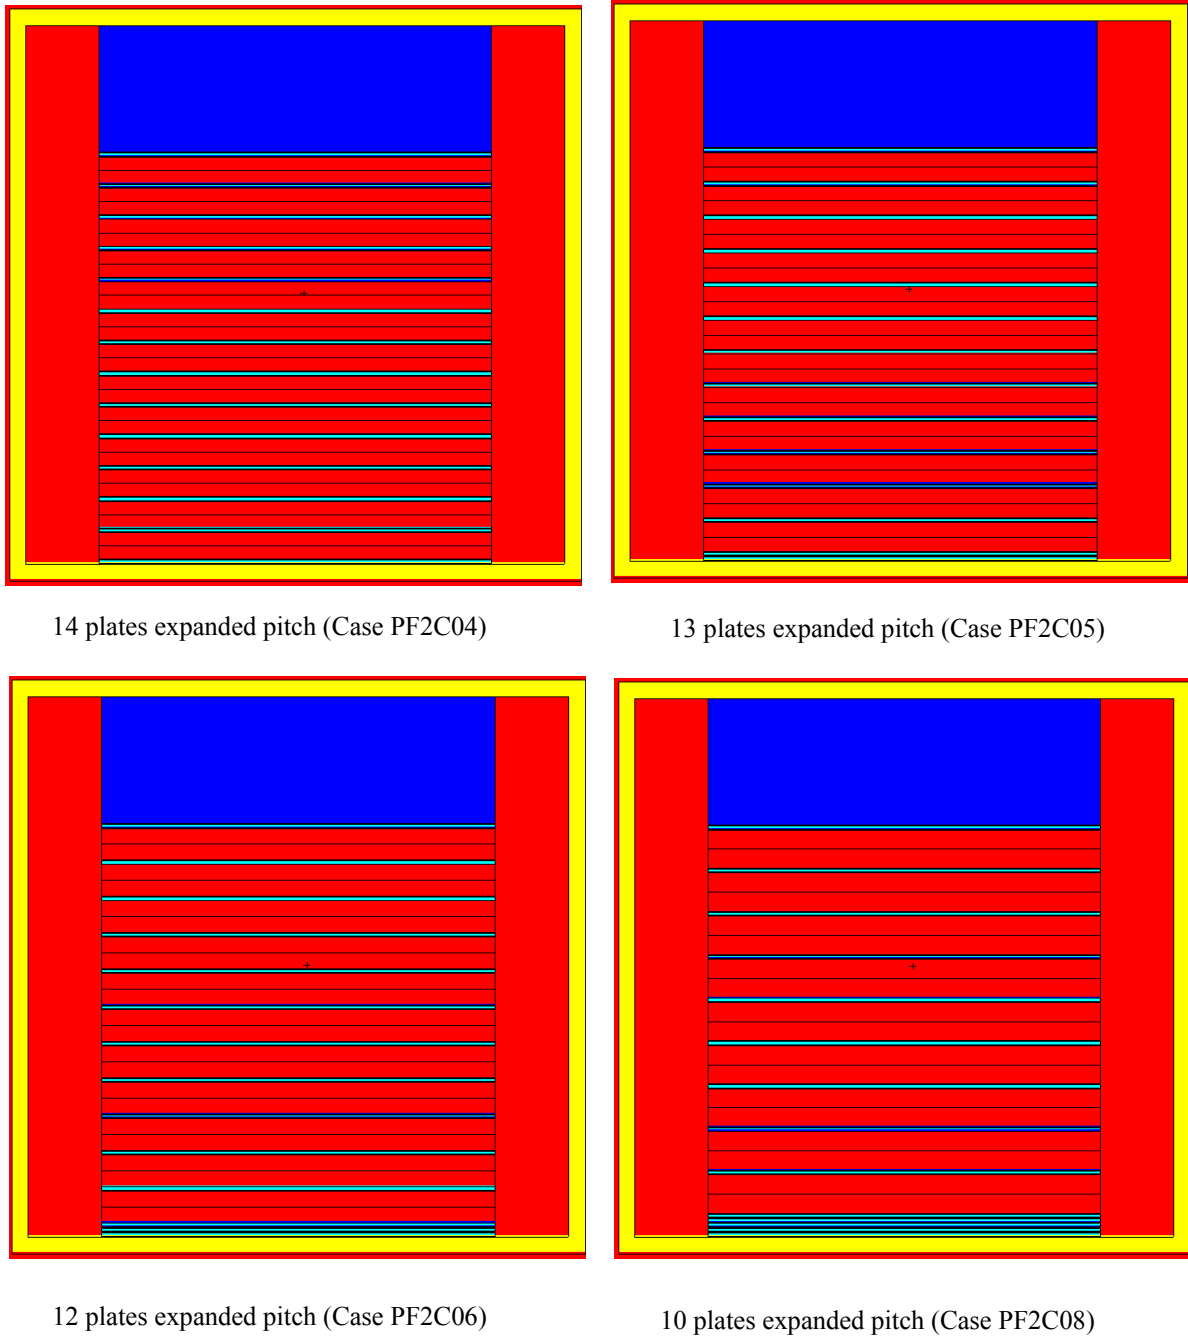 14 plates expanded pitch (Case PF2C04)
13 plates expanded pitch (Case PF2C05)
12 plates expanded pitch (Case PF2C06)
10 plates expanded pitch (Case PF2C08)